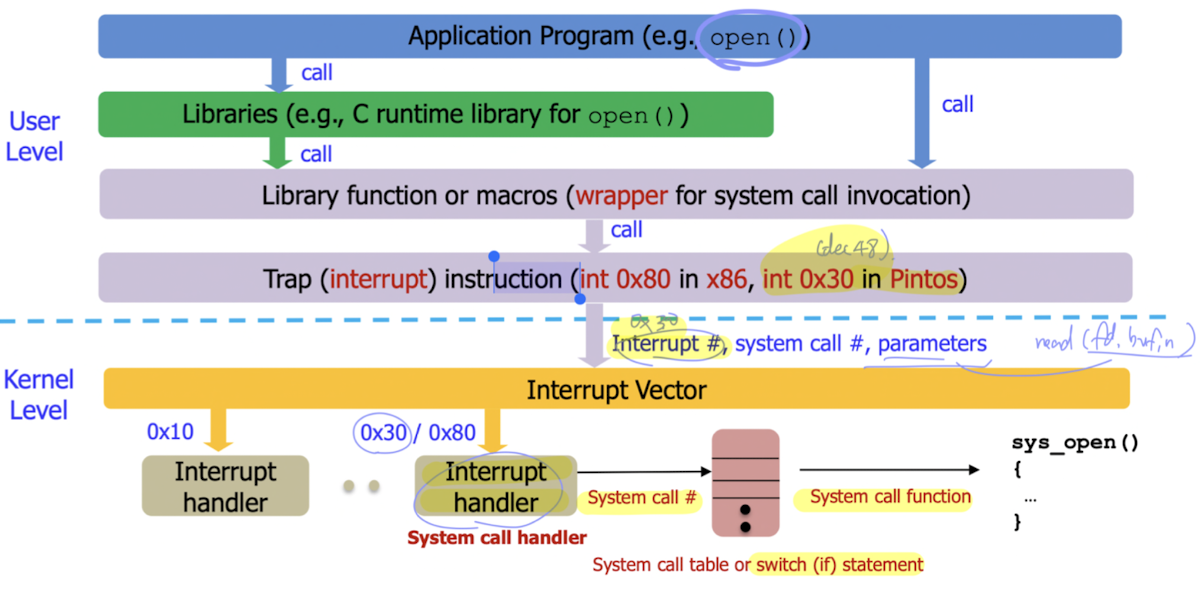 Application Program (e.g., open())
call
Libraries (e.g., C runtime library for open())
call
call
User
Level
Library function or macros (wrapper for system call invocation)
call
(dec 48).
Trap (interrupt) instruction (int 0x80 in x86, int 0x30 in Pintos)
0x30
Interrupt #, system call #, parameters
read (fd, buf, n)
Kernel
Level
Interrupt Vector
0x10
0x30 / 0x80
Interrupt
handler
Interrupt
handler
System call handler
System call #
System call function
sys_open()
{
...
}
System call table or switch (if) statement